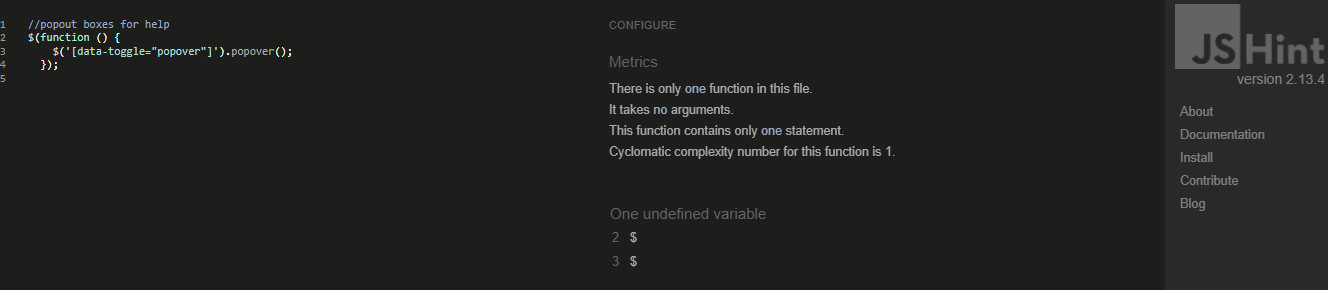 1 //popout boxes for help
2 $(function () {
3 $('[data-toggle="popover"]').popover();
4 });
5
CONFIGURE
Metrics
There is only one function in this file.
It takes no arguments.
This function contains only one statement.
Cyclomatic complexity number for this function is 1.
One undefined variable
2 $
3 $
JSHint
version 2.13.4
About
Documentation
Install
Contribute
Blog